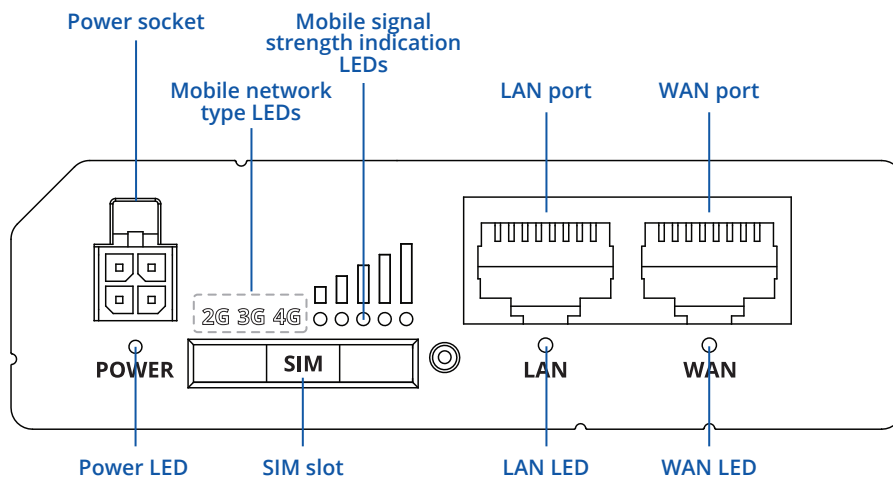 Power socket
Mobile signal
strength indication
LEDs
Mobile network
type LEDs
LAN port
WAN port
2G 3G 4G
POWER
SIM
LAN
WAN
Power LED
SIM slot
LAN LED
WAN LED